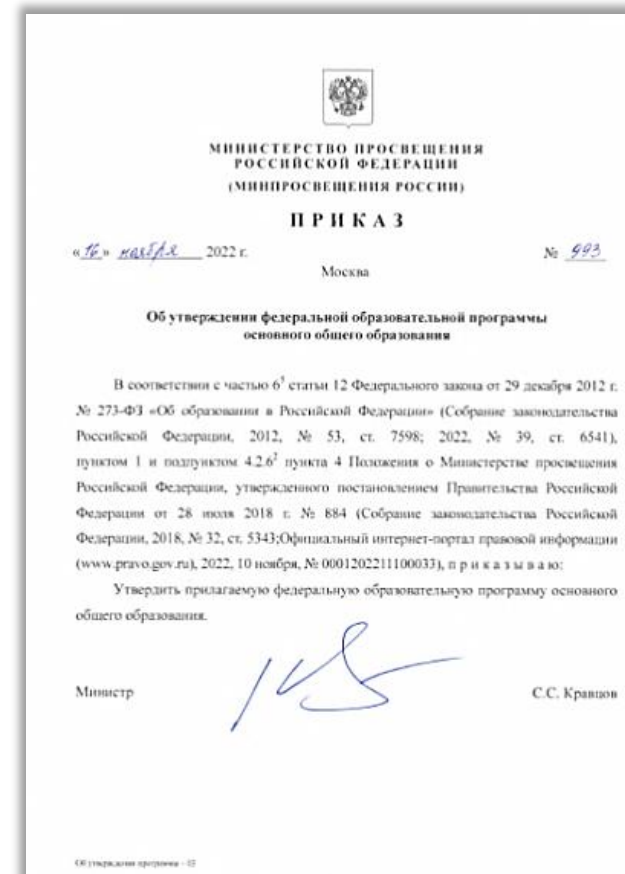 МИНИСТЕРСТВО ПРОСВЕЩЕНИЯ
РОССИЙСКОЙ ФЕДЕРАЦИИ
(МИНПРОСВЕЩЕНИЯ РОССИИ)
ПРИКАЗ
«16» ноября 2022 г. № 993
Москва
Об утверждении федеральной образовательной программы
основного общего образования
В соответствии с частью 6⁵ статьи 12 Федерального закона от 29 декабря 2012 г.
№ 273-ФЗ «Об образовании в Российской Федерации» (Собрание законодательства
Российской Федерации, 2012, № 53, ст. 7598; 2022, № 39, ст. 6541),
пунктом 1 и подпунктом 4.2.6² пункта 4 Положения о Министерстве просвещения
Российской Федерации, утвержденного постановлением Правительства Российской
Федерации от 28 июля 2018 г. № 884 (Собрание законодательства Российской
Федерации, 2018, № 32, ст. 5343;Официальный интернет-портал правовой информации
(www.pravo.gov.ru), 2022, 10 ноября, № 0001202211100033), п р и к а з ы в а ю:
Утвердить прилагаемую федеральную образовательную программу основного
общего образования.
Министр С.С. Кравцов
Об утверждении программы – 03